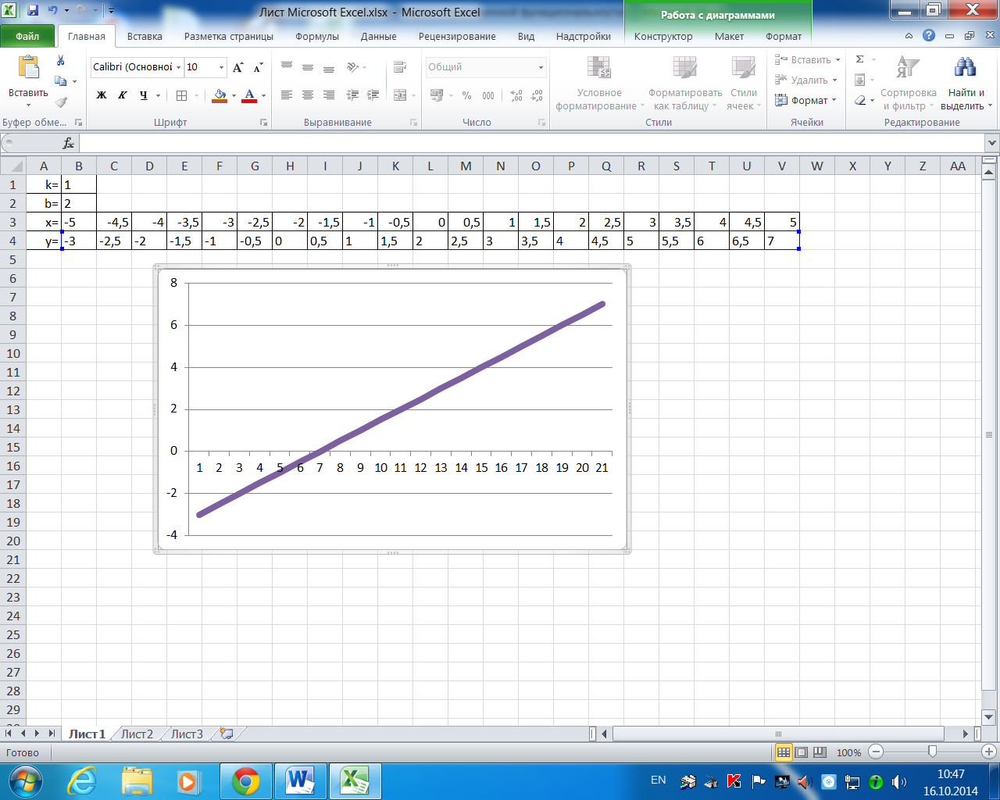 Лист Microsoft Excel.xlsx - Microsoft Excel
Работа с диаграммами
Файл Главная Вставка Разметка страницы Формулы Данные Рецензирование Вид Надстройки Конструктор Макет Формат
Calibri (Основной 10 Общий
Вставить
Ж К Ч
% 000
Условное форматирование
Форматировать как таблицу
Стили ячеек
Вставить
Удалить
Формат
Сортировка и фильтр
Найти и выделить
Буфер обме... Шрифт Выравнивание Число Стили Ячейки Редактирование
fx
A B C D E F G H I J K L M N O P Q R S T U V W X Y Z AA
1 k= 1
2 b= 2
3 x= -5 -4,5 -4 -3,5 -3 -2,5 -2 -1,5 -1 -0,5 0 0,5 1 1,5 2 2,5 3 3,5 4 4,5 5
4 y= -3 -2,5 -2 -1,5 -1 -0,5 0 0,5 1 1,5 2 2,5 3 3,5 4 4,5 5 5,5 6 6,5 7
5
6
7
8
9
10
11
12
13
14
15
16
17
18
19
20
21
22
23
24
25
26
27
28
29
8
6
4
2
0
1 2 3 4 5 6 7 8 9 10 11 12 13 14 15 16 17 18 19 20 21
-2
-4
Лист1 Лист2 Лист3
Готово 100%
EN
10:47
16.10.2014